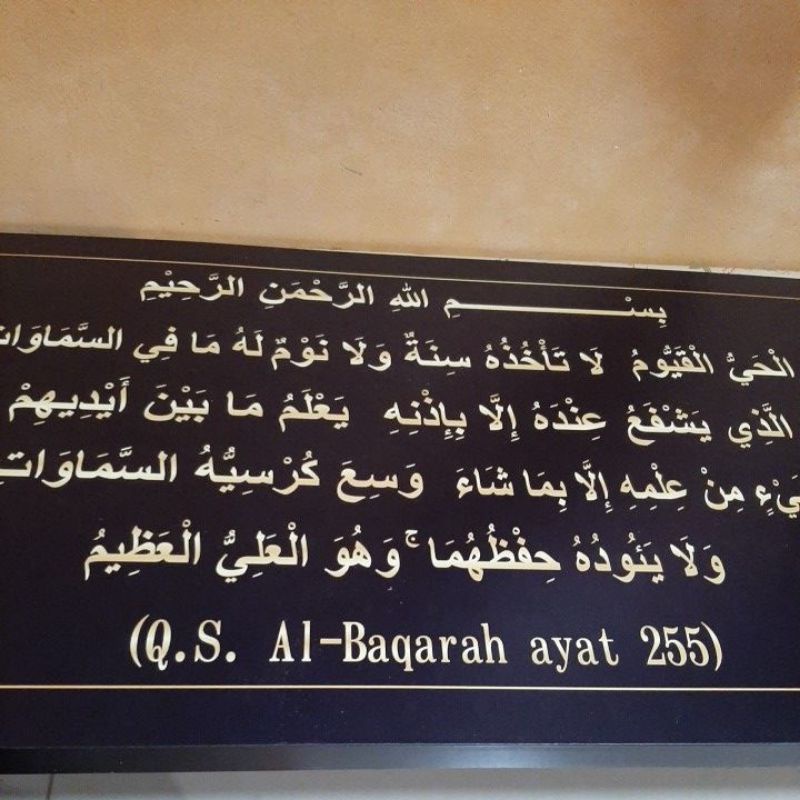 بِسْــــــــــــمِ اللهِ الرَّحْمَنِ الرَّحِيْمِ
الْحَيُّ الْقَيُّومُ لَا تَأْخُذُهُ سِنَةٌ وَلَا نَوْمٌ لَهُ مَا فِي السَّمَاوَات
الَّذِي يَشْفَعُ عِنْدَهُ إِلَّا بِإِذْنِهِ يَعْلَمُ مَا بَيْنَ أَيْدِيهِمْ
مِنْ عِلْمِهِ إِلَّا بِمَا شَاءَ وَسِعَ كُرْسِيُّهُ السَّمَاوَات
وَلَا يَئُودُهُ حِفْظُهُمَا ۚ وَهُوَ الْعَلِيُّ الْعَظِيمُ
(Q.S. Al-Baqarah ayat 255)